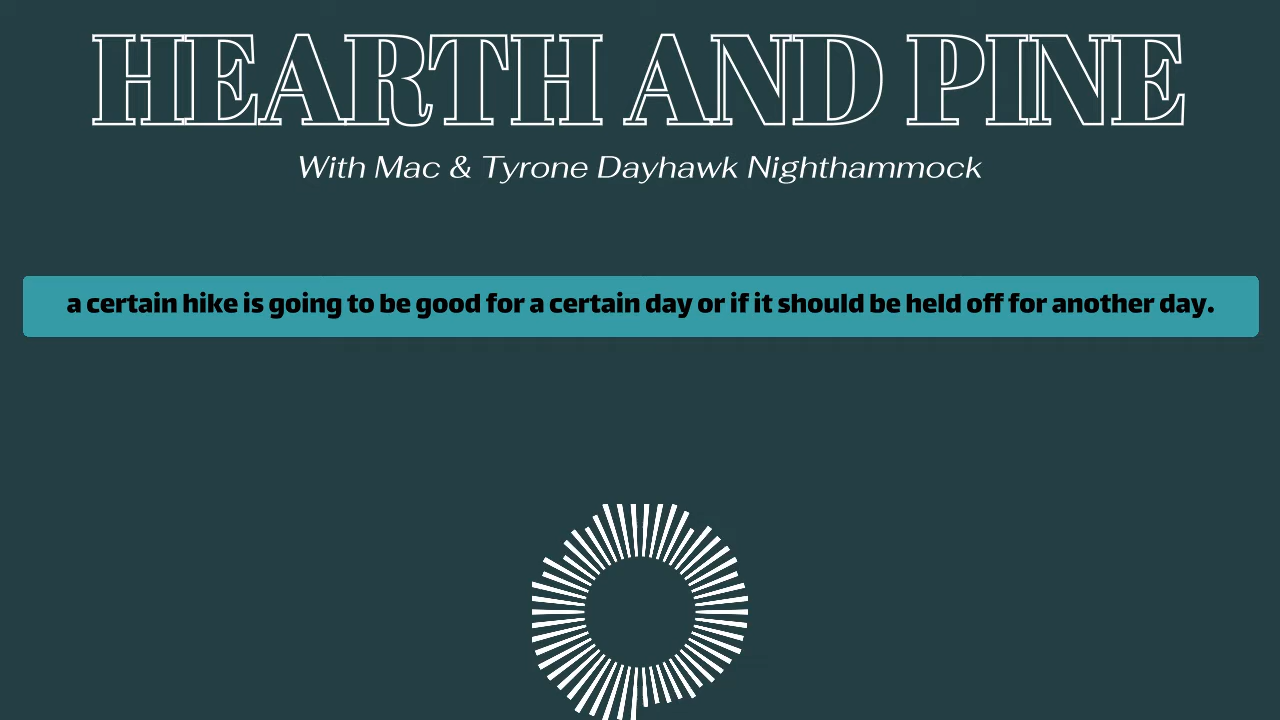 HEARTH AND PINE
With Mac & Tyrone Dayhawk Nighthammock
a certain hike is going to be good for a certain day or if it should be held off for another day.